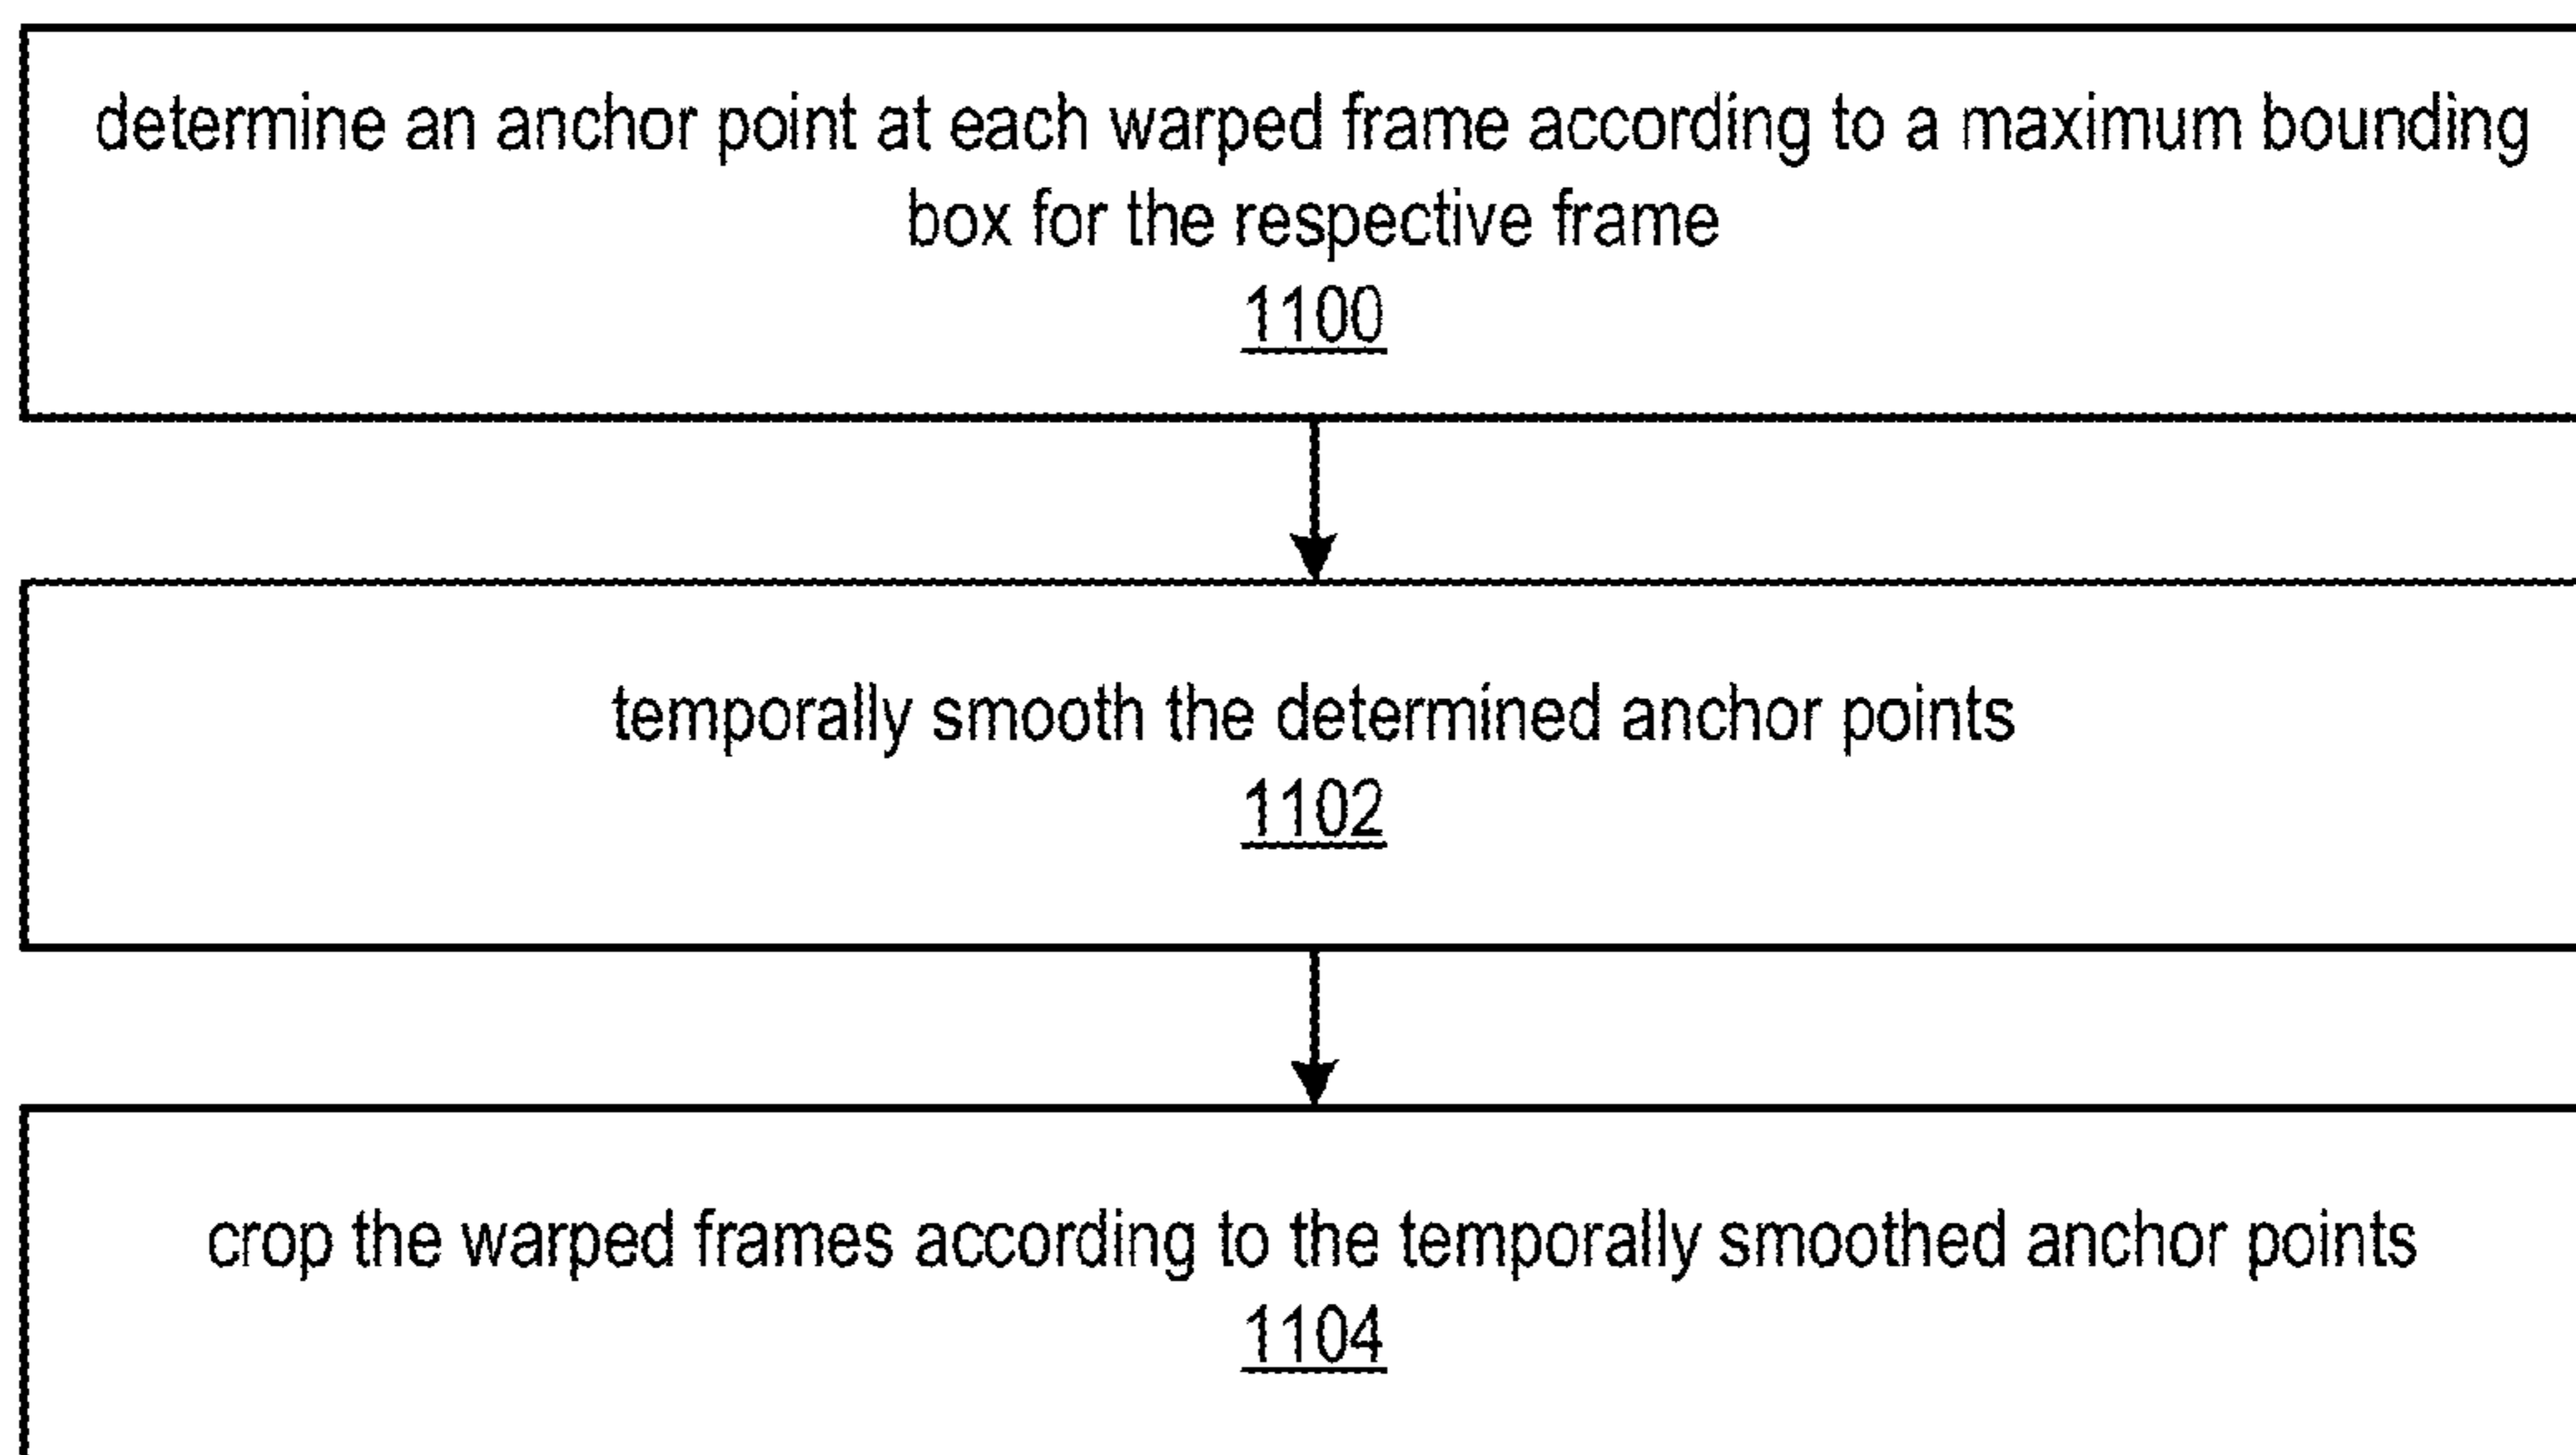 determine an anchor point at each warped frame according to a maximum bounding
box for the respective frame
1100
temporally smooth the determined anchor points
1102
crop the warped frames according to the temporally smoothed anchor points
1104